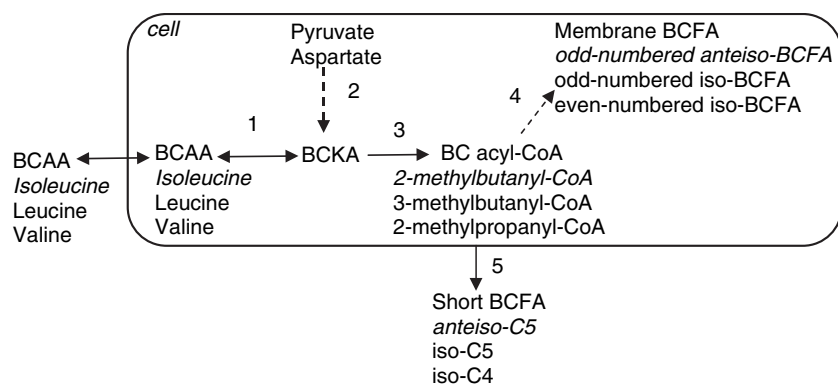 cell
Pyruvate
Aspartate
2
Membrane BCFA
odd-numbered anteiso-BCFA
odd-numbered iso-BCFA
even-numbered iso-BCFA
4
1
3
BCAA
Isoleucine
Leucine
Valine
BCAA
Isoleucine
Leucine
Valine
BCKA
BC acyl-CoA
2-methylbutanyl-CoA
3-methylbutanyl-CoA
2-methylpropanyl-CoA
5
Short BCFA
anteiso-C5
iso-C5
iso-C4